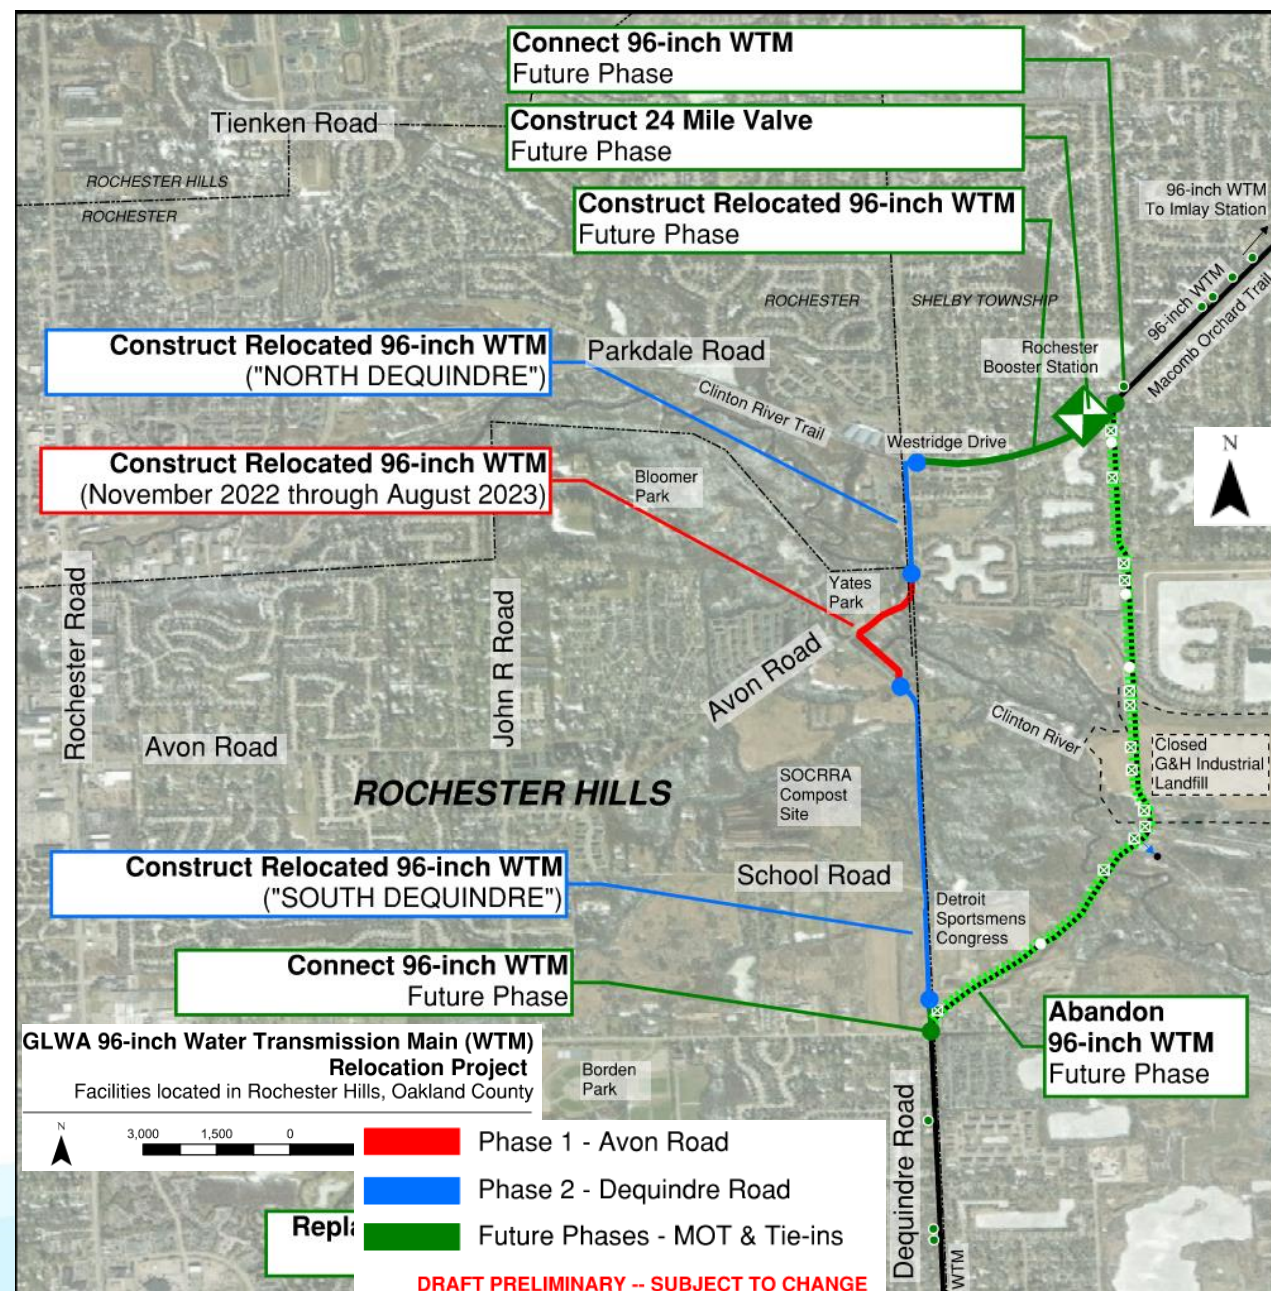 Connect 96-inch WTM
Future Phase
Construct 24 Mile Valve
Future Phase
Tienken Road
ROCHESTER HILLS
ROCHESTER
Construct Relocated 96-inch WTM
Future Phase
96-inch WTM
To Imlay Station
96-inch WTM
Macomb Orchard Trail
ROCHESTER
SHELBY TOWNSHIP
Rochester
Booster Station
Construct Relocated 96-inch WTM
("NORTH DEQUINDRE")
Parkdale Road
Clinton River Trail
Westridge Drive
N
Construct Relocated 96-inch WTM
(November 2022 through August 2023)
Bloomer
Park
Yates
Park
Rochester Road
John R Road
Avon Road
Avon Road
Clinton River
Closed
G&H Industrial
Landfill
ROCHESTER HILLS
SOCRRA
Compost
Site
Construct Relocated 96-inch WTM
("SOUTH DEQUINDRE")
School Road
Detroit
Sportsmens
Congress
Connect 96-inch WTM
Future Phase
Abandon
96-inch WTM
Future Phase
GLWA 96-inch Water Transmission Main (WTM)
Relocation Project
Facilities located in Rochester Hills, Oakland County
Borden
Park
N
3,000 1,500 0
Dequindre Road
WTM
Phase 1 - Avon Road
Phase 2 - Dequindre Road
Future Phases - MOT & Tie-ins
DRAFT PRELIMINARY -- SUBJECT TO CHANGE